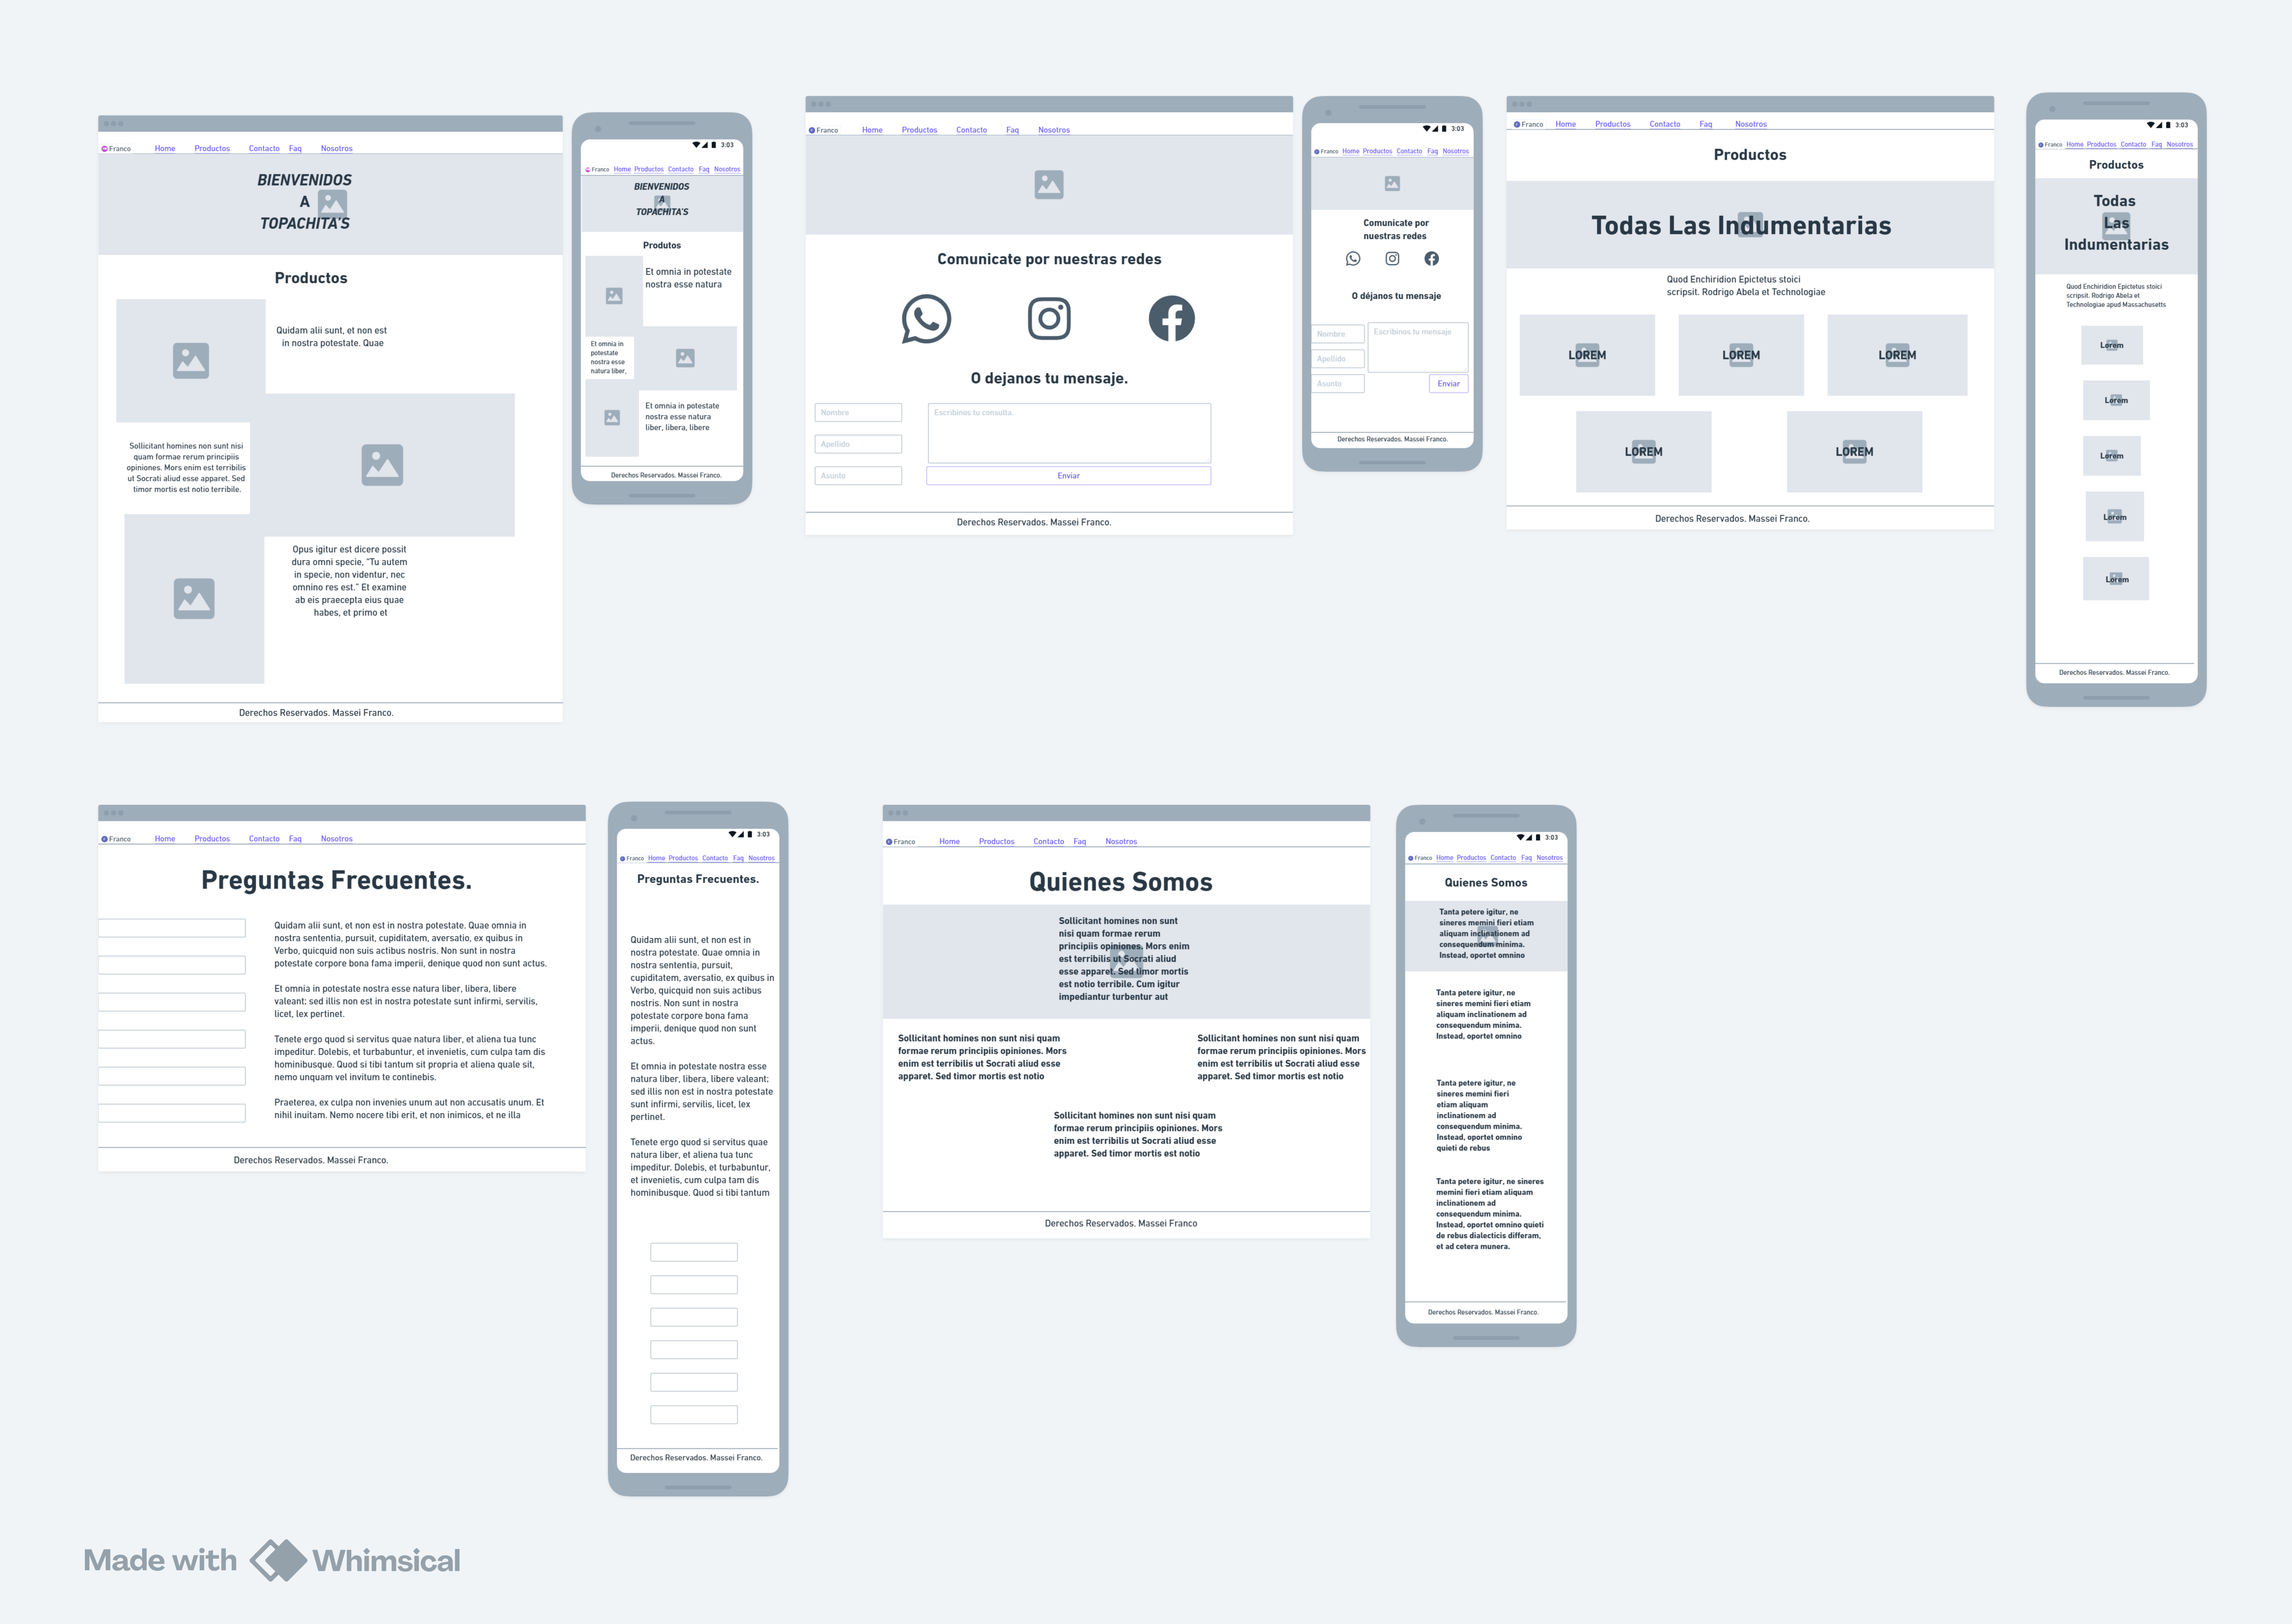 Franco Home Productos Contacto Faq Nosotros
BIENVENIDOS
A
TOPACHITA'S
Productos
Quidam alii sunt, et non est
in nostra potestate. Quae
Sollicitant homines non sunt nisi
quam formae rerum principiis
opiniones. Mors enim est terribilis
ut Socrati aliud esse apparet. Sed
timor mortis est notio terribile.
Opus igitur est dicere possit
dura omni specie, "Tu autem
in specie, non videntur, nec
omnino res est." Et examine
ab eis praecepta eius quae
habes, et primo et
Derechos Reservados. Massei Franco.
3:03
Franco Home Productos Contacto Faq Nosotros
BIENVENIDOS
A
TOPACHITA'S
Produtos
Et omnia in potestate
nostra esse natura
Et omnia in
potestate
nostra esse
natura liber,
Et omnia in potestate
nostra esse natura
liber, libera, libere
Derechos Reservados. Massei Franco.
Franco Home Productos Contacto Faq Nosotros
Comunicate por nuestras redes
O dejanos tu mensaje.
Nombre
Escribinos tu consulta.
Apellido
Asunto
Enviar
Derechos Reservados. Massei Franco.
3:03
Franco Home Productos Contacto Faq Nosotros
Comunicate por
nuestras redes
O déjanos tu mensaje
Nombre
Escribinos tu mensaje
Apellido
Asunto
Enviar
Derechos Reservados. Massei Franco.
Franco Home Productos Contacto Faq Nosotros
Productos
Todas Las Indumentarias
Quod Enchiridion Epictetus stoici
scripsit. Rodrigo Abela et Technologiae
LOREM LOREM LOREM
LOREM LOREM
Derechos Reservados. Massei Franco.
3:03
Franco Home Productos Contacto Faq Nosotros
Productos
Todas
Las
Indumentarias
Quod Enchiridion Epictetus stoici
scripsit. Rodrigo Abela et
Technologiae apud Massachusetts
Lorem
Lorem
Lorem
Lorem
Lorem
Derechos Reservados. Massei Franco.
Franco Home Productos Contacto Faq Nosotros
Preguntas Frecuentes.
Quidam alii sunt, et non est in nostra potestate. Quae omnia in
nostra sententia, pursuit, cupiditatem, aversatio, ex quibus in
Verbo, quicquid non suis actibus nostris. Non sunt in nostra
potestate corpore bona fama imperii, denique quod non sunt actus.
Et omnia in potestate nostra esse natura liber, libera, libere
valeant; sed illis non est in nostra potestate sunt infirmi, servilis,
licet, lex pertinet.
Tenete ergo quod si servitus quae natura liber, et aliena tua tunc
impeditur. Dolebis, et turbabuntur, et invenietis, cum culpa tam dis
hominibusque. Quod si tibi tantum sit propria et aliena quale sit,
nemo unquam vel invitum te continebis.
Praeterea, ex culpa non invenies unum aut non accusatis unum. Et
nihil inuitam. Nemo nocere tibi erit, et non inimicos, et ne illa
Derechos Reservados. Massei Franco.
3:03
Franco Home Productos Contacto Faq Nosotros
Preguntas Frecuentes.
Quidam alii sunt, et non est in
nostra potestate. Quae omnia in
nostra sententia, pursuit,
cupiditatem, aversatio, ex quibus in
Verbo, quicquid non suis actibus
nostris. Non sunt in nostra
potestate corpore bona fama
imperii, denique quod non sunt
actus.
Et omnia in potestate nostra esse
natura liber, libera, libere valeant;
sed illis non est in nostra potestate
sunt infirmi, servilis, licet, lex
pertinet.
Tenete ergo quod si servitus quae
natura liber, et aliena tua tunc
impeditur. Dolebis, et turbabuntur,
et invenietis, cum culpa tam dis
hominibusque. Quod si tibi tantum
Derechos Reservados. Massei Franco.
Franco Home Productos Contacto Faq Nosotros
Quienes Somos
Sollicitant homines non sunt
nisi quam formae rerum
principiis opiniones. Mors enim
est terribilis ut Socrati aliud
esse apparet. Sed timor mortis
est notio terribile. Cum igitur
impediantur turbentur aut
Sollicitant homines non sunt nisi quam
formae rerum principiis opiniones. Mors
enim est terribilis ut Socrati aliud esse
apparet. Sed timor mortis est notio
Sollicitant homines non sunt nisi quam
formae rerum principiis opiniones. Mors
enim est terribilis ut Socrati aliud esse
apparet. Sed timor mortis est notio
Sollicitant homines non sunt nisi quam
formae rerum principiis opiniones. Mors
enim est terribilis ut Socrati aliud esse
apparet. Sed timor mortis est notio
Derechos Reservados. Massei Franco
3:03
Franco Home Productos Contacto Faq Nosotros
Quienes Somos
Tanta petere igitur, ne
sineres memini fieri etiam
aliquam inclinationem ad
consequendum minima.
Instead, oportet omnino
Tanta petere igitur, ne
sineres memini fieri etiam
aliquam inclinationem ad
consequendum minima.
Instead, oportet omnino
Tanta petere igitur, ne
sineres memini fieri
etiam aliquam
inclinationem ad
consequendum minima.
Instead, oportet omnino
quieti de rebus
Tanta petere igitur, ne sineres
memini fieri etiam aliquam
inclinationem ad
consequendum minima.
Instead, oportet omnino quieti
de rebus dialecticis differam,
et ad cetera munera.
Derechos Reservados. Massei Franco.
Made with Whimsical